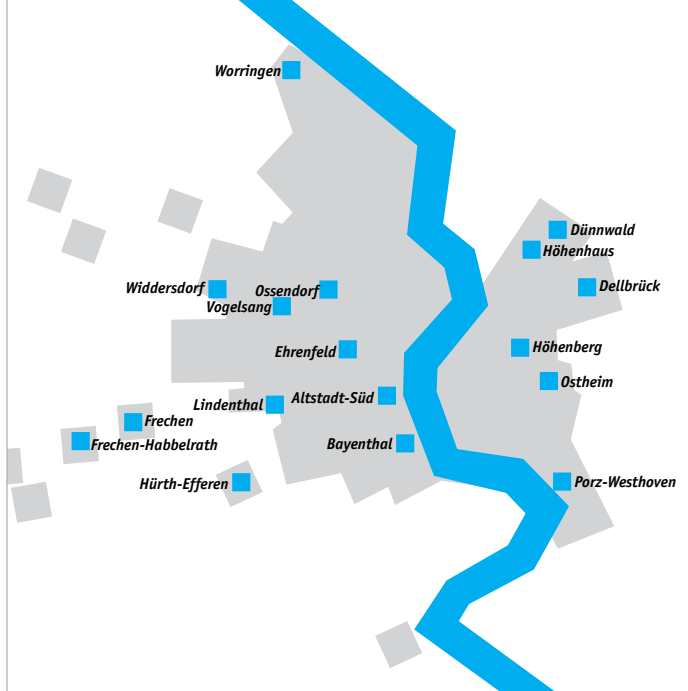 Worringen
Dünnwald
Höhenhaus
Widdersdorf
Ossendorf
Dellbrück
Vogelsang
Ehrenfeld
Höhenberg
Ostheim
Lindenthal
Altstadt-Süd
Frechen
Frechen-Habbelrath
Bayenthal
Hürth-Efferen
Porz-Westhoven